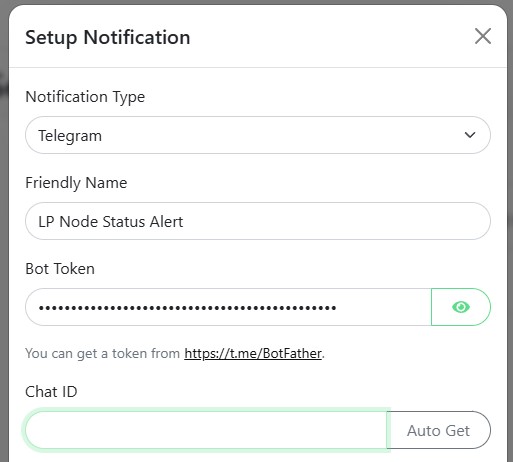 Setup Notification
Notification Type
Telegram
Friendly Name
LP Node Status Alert
Bot Token
••••••••••••••••••••••••••••••••••••••••••••••
You can get a token from https://t.me/BotFather.
Chat ID
Auto Get